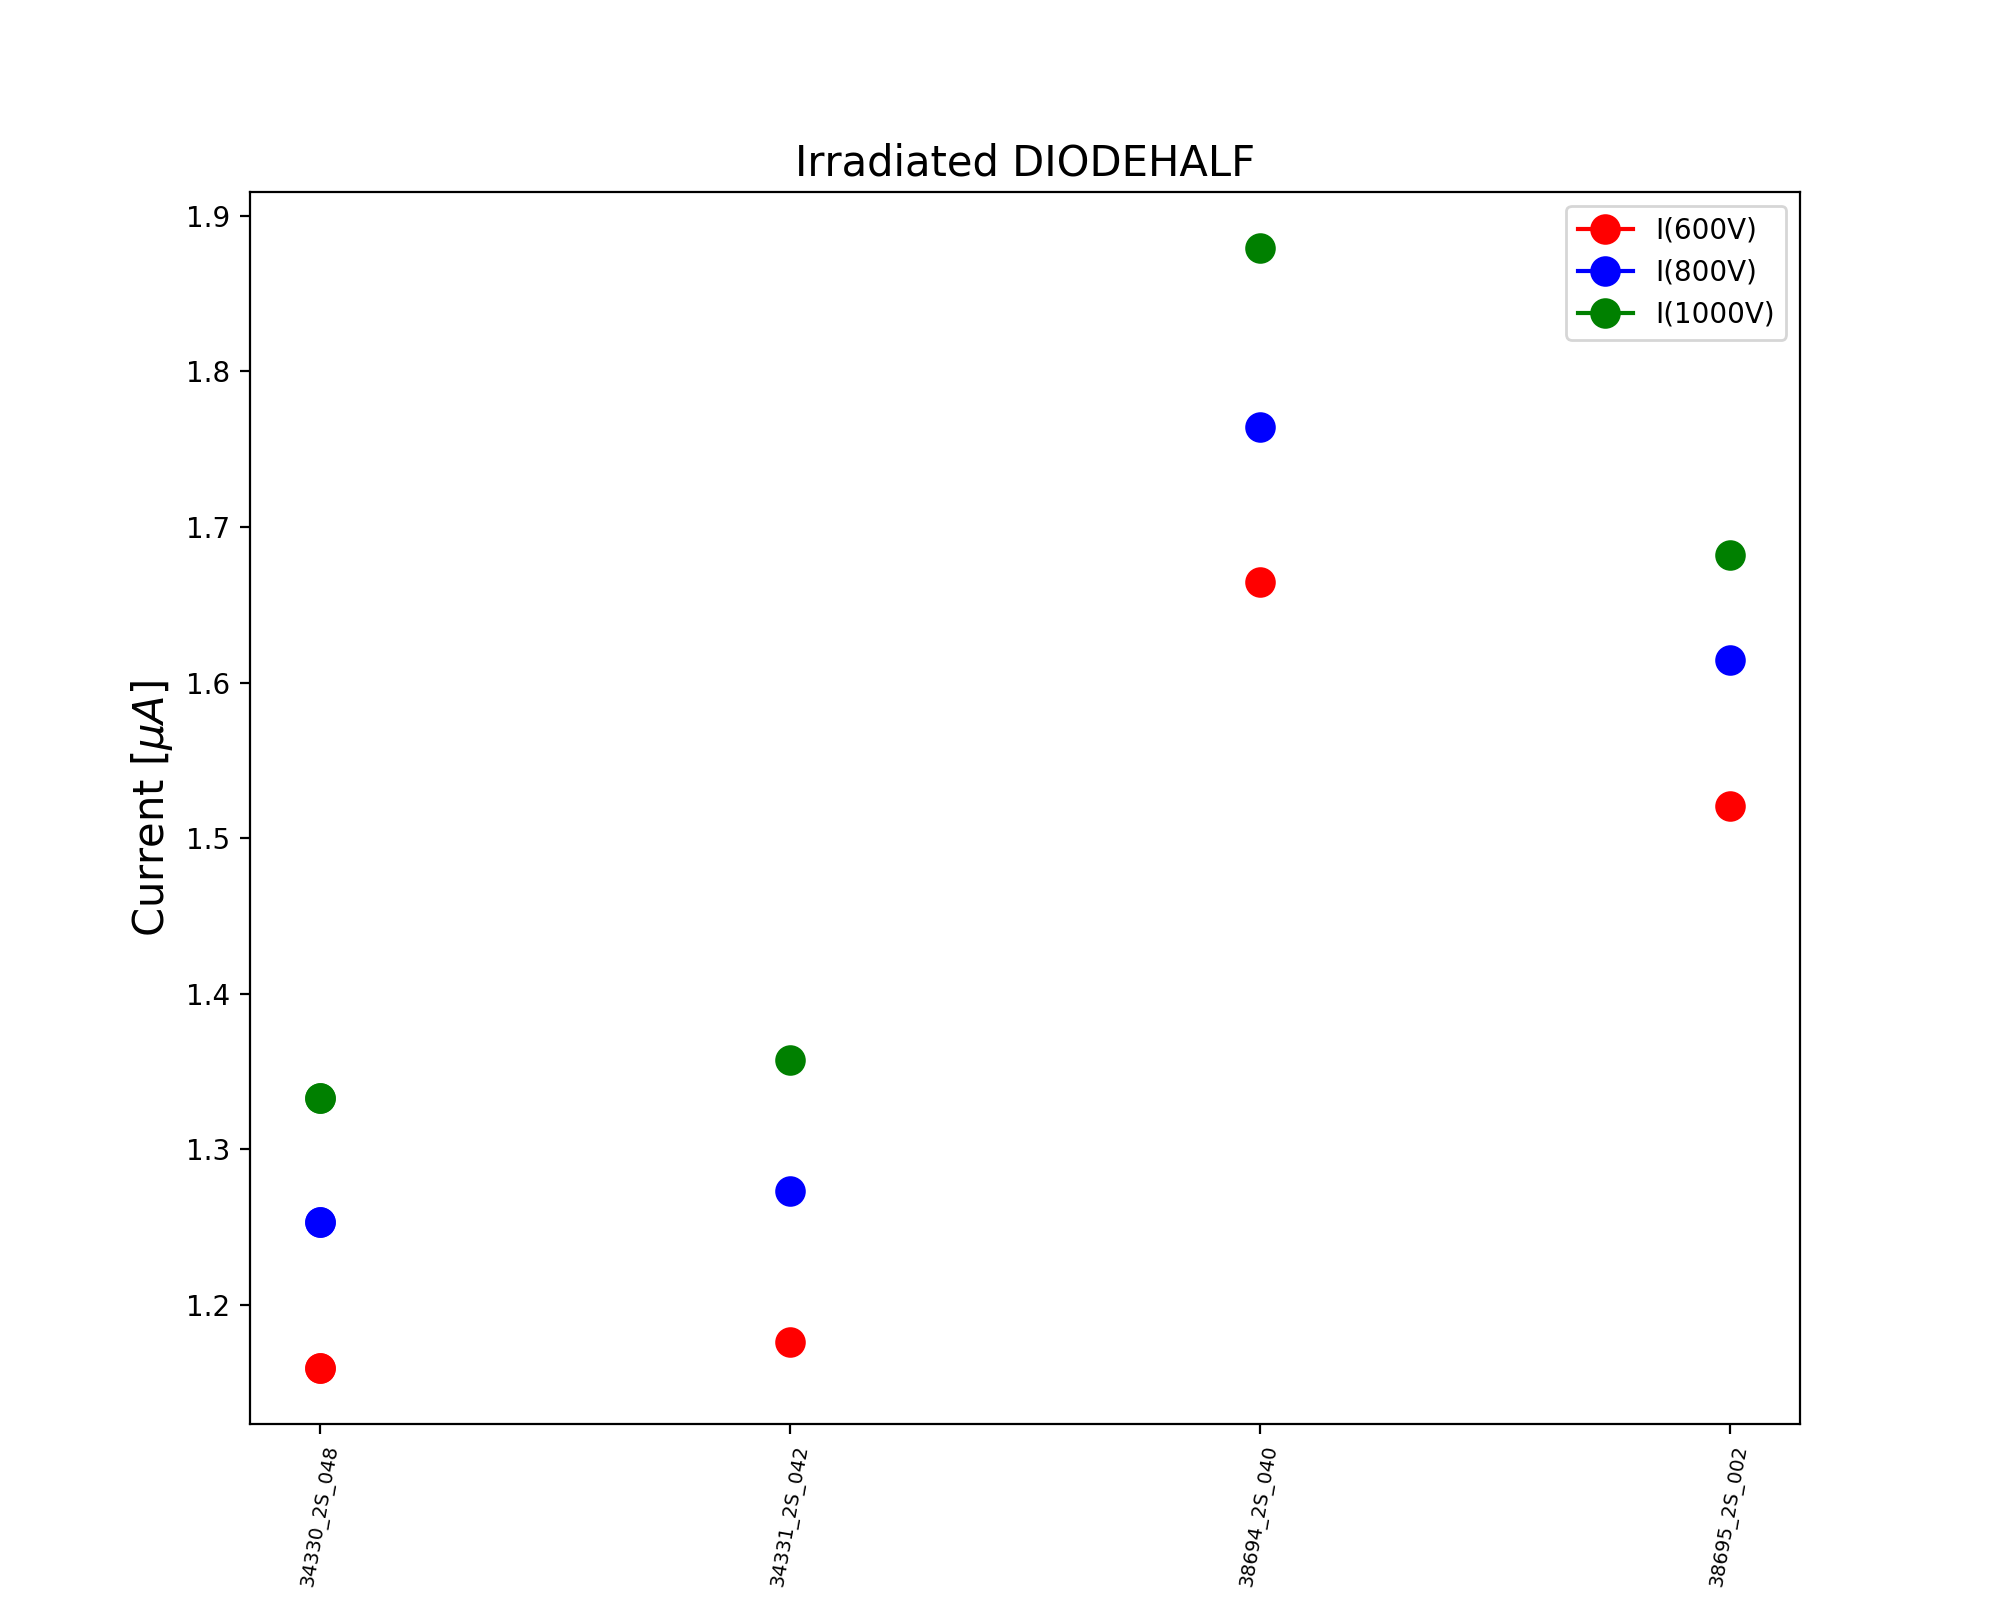 Irradiated DIODEHALF
I(600V)
I(800V)
I(1000V)
Current [μA]
1.9
1.8
1.7
1.6
1.5
1.4
1.3
1.2
34330_2S_048
34331_2S_042
38694_2S_040
38695_2S_002